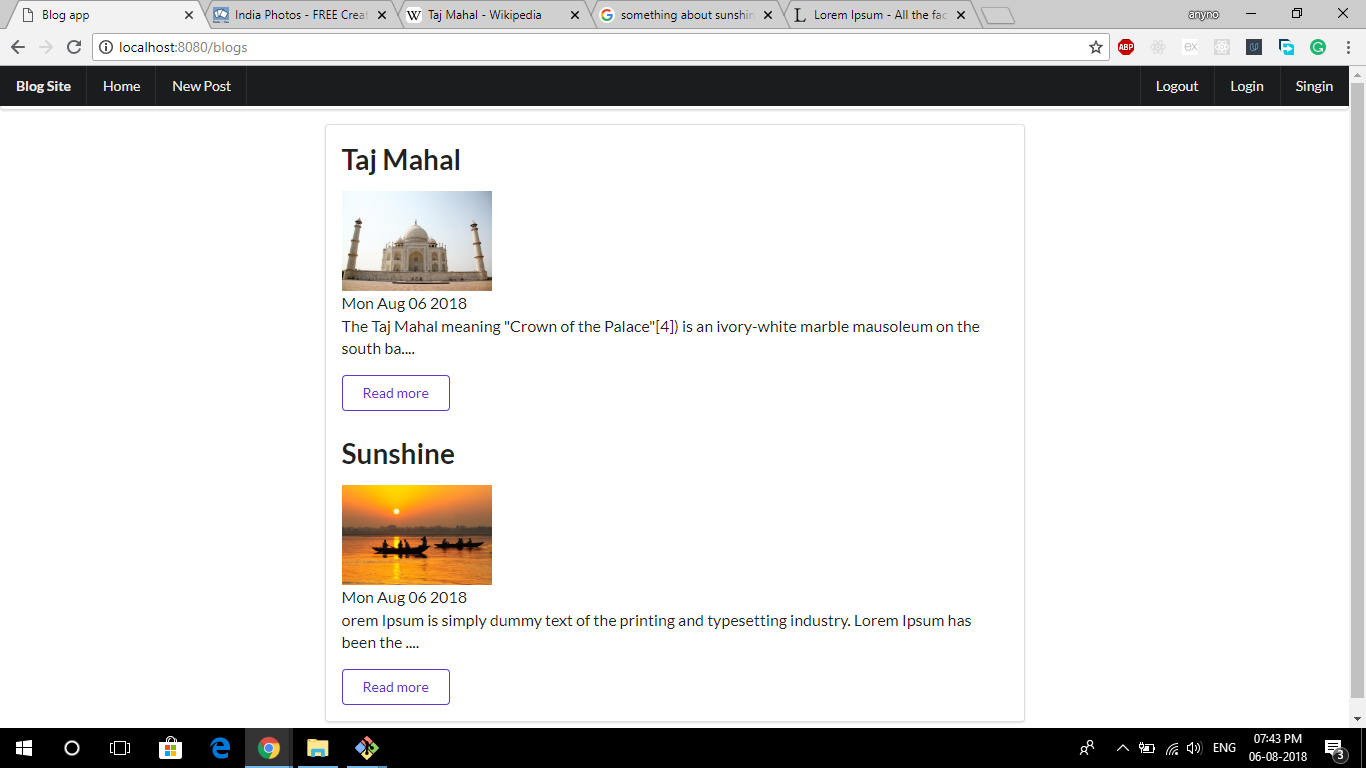 Blog app
India Photos - FREE Creat
Taj Mahal - Wikipedia
something about sunshin
Lorem Ipsum - All the fac
anyno
localhost:8080/blogs
ABP
ex
Blog Site
Home
New Post
Logout
Login
Singin
Taj Mahal
Mon Aug 06 2018
The Taj Mahal meaning "Crown of the Palace"[4]) is an ivory-white marble mausoleum on the
south ba....
Read more
Sunshine
Mon Aug 06 2018
orem Ipsum is simply dummy text of the printing and typesetting industry. Lorem Ipsum has
been the ....
Read more
ENG
07:43 PM
06-08-2018
3